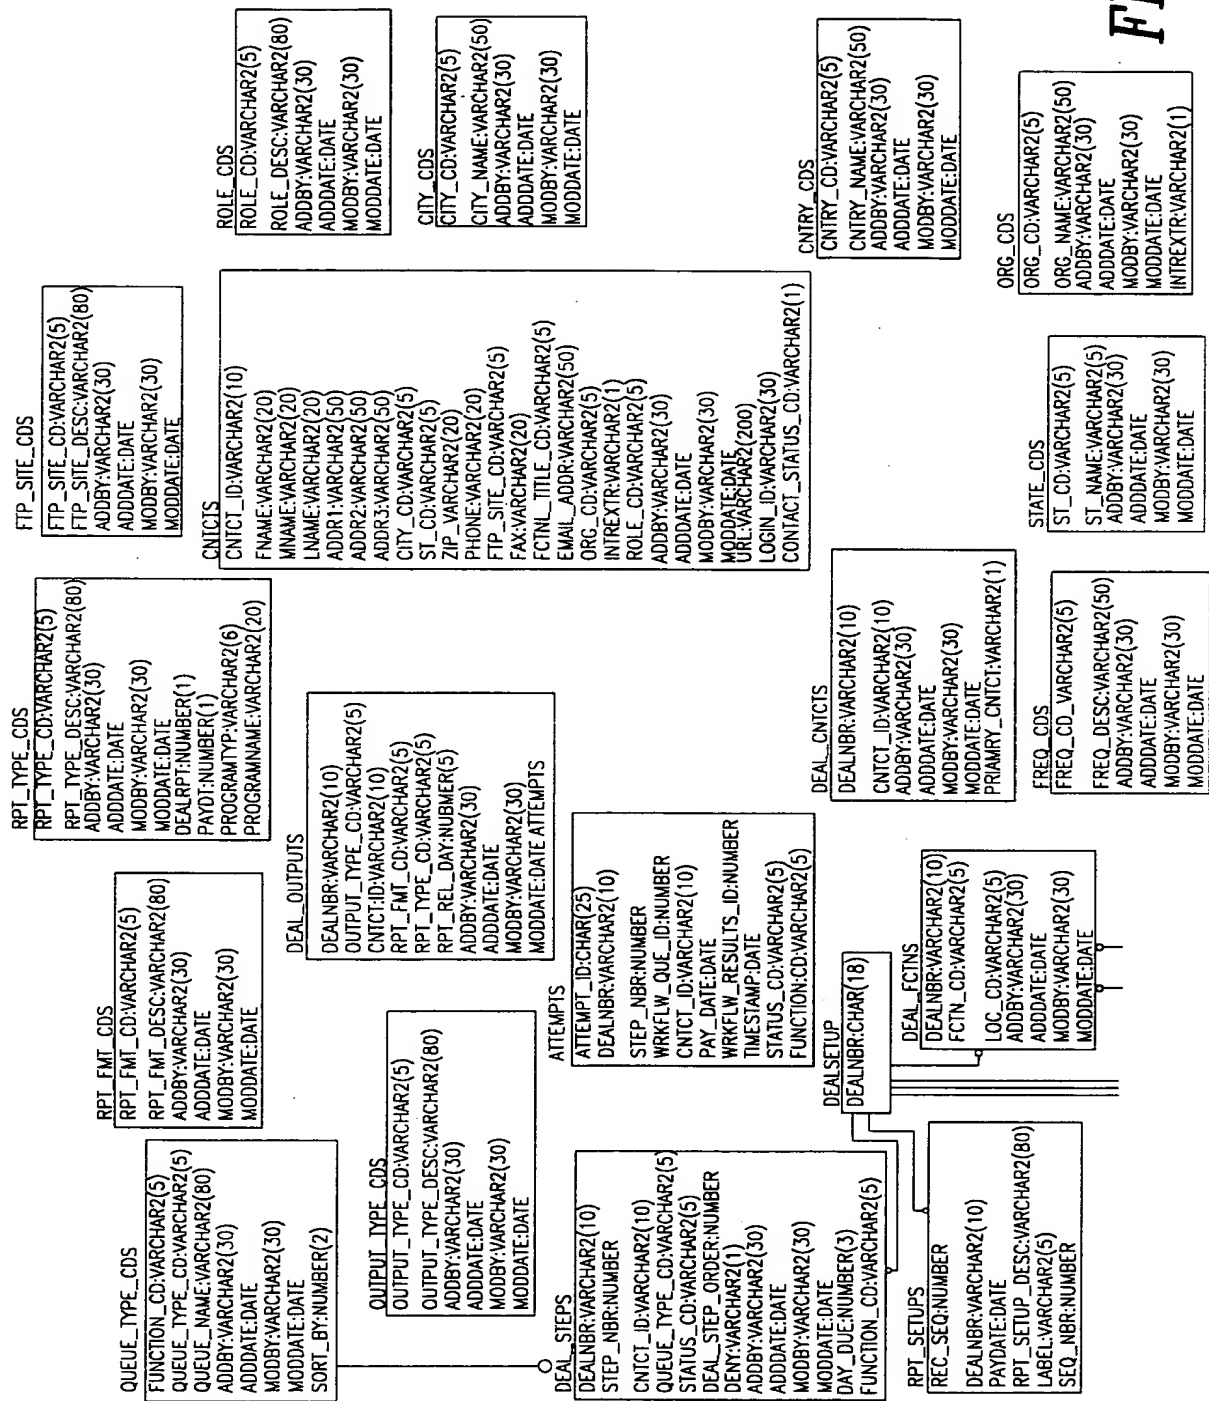 QUEUE_TYPE_CDS
FUNCTION_CD:VARCHAR2(5)
QUEUE_TYPE_CD:VARCHAR2(5)
QUEUE_NAME:VARCHAR2(80)
ADDBY:VARCHAR2(30)
ADDDATE:DATE
MODBY:VARCHAR2(30)
MODDATE:DATE
SORT_BY:NUMBER(2)
RPT_FMT_CDS
RPT_FMT_CD:VARCHAR2(5)
RPT_FMT_DESC:VARCHAR2(80)
ADDBY:VARCHAR2(30)
ADDDATE:DATE
MODBY:VARCHAR2(30)
MODDATE:DATE
RPT_TYPE_CDS
RPT_TYPE_CD:VARCHAR2(5)
RPT_TYPE_DESC:VARCHAR2(80)
ADDBY:VARCHAR2(30)
ADDDATE:DATE
MODBY:VARCHAR2(30)
MODDATE:DATE
DEALRPT:NUMBER(1)
PAYDT:NUMBER(1)
PROGRAMTYP:VARCHAR2(6)
PROGRAMNAME:VARCHAR2(20)
FTP_SITE_CDS
FTP_SITE_CD:VARCHAR2(5)
FTP_SITE_DESC:VARCHAR2(80)
ADDBY:VARCHAR2(30)
ADDDATE:DATE
MODBY:VARCHAR2(30)
MODDATE:DATE
ROLE_CDS
ROLE_CD:VARCHAR2(5)
ROLE_DESC:VARCHAR2(80)
ADDBY:VARCHAR2(30)
ADDDATE:DATE
MODBY:VARCHAR2(30)
MODDATE:DATE
OUTPUT_TYPE_CDS
OUTPUT_TYPE_CD:VARCHAR2(5)
OUTPUT_TYPE_DESC:VARCHAR2(80)
ADDBY:VARCHAR2(30)
ADDDATE:DATE
MODBY:VARCHAR2(30)
MODDATE:DATE
DEAL_OUTPUTS
DEALNBR:VARCHAR2(10)
OUTPUT_TYPE_CD:VARCHAR2(5)
CNTCT:ID:VARCHAR2(10)
RPT_FMT_CD:VARCHAR2(5)
RPT_TYPE_CD:VARCHAR2(5)
RPT_REL_DAY:NUBMER(5)
ADDBY:VARCHAR2(30)
ADDDATE:DATE
MODBY:VARCHAR2(30)
MODDATE:DATE ATTEMPTS
CNTCTS
CNTCT_ID:VARCHAR2(10)
FNAME:VARCHAR2(20)
MNAME:VARCHAR2(20)
LNAME:VARCHAR2(20)
ADDR1:VARCHAR2(50)
ADDR2:VARCHAR2(50)
ADDR3:VARCHAR2(50)
CITY_CD:VARCHAR2(5)
ST_CD:VARCHAR2(5)
ZIP_VARCHAR2(20)
PHONE:VARCHAR2(20)
FTP_SITE_CD:VARCHAR2(5)
FAX:VARCHAR2(20)
FCTNL_TITLE_CD:VARCHAR2(5)
EMAIL_ADDR:VARCHAR2(50)
ORG_CD:VARCHAR2(5)
INTREXTR:VARCHAR2(1)
ROLE_CD:VARCHAR2(5)
ADDBY:VARCHAR2(30)
ADDDATE:DATE
MODBY:VARCHAR2(30)
MODDATE:DATE
URL:VARCHAR2(200)
LOGIN_ID:VARCHAR2(30)
CONTACT_STATUS_CD:VARCHAR2(1)
CITY_CDS
CITY_CD:VARCHAR2(5)
CITY_NAME:VARCHAR2(50)
ADDBY:VARCHAR2(30)
ADDDATE:DATE
MODBY:VARCHAR2(30)
MODDATE:DATE
DEAL_STEPS
DEALNBR:VARCHAR2(10)
STEP_NBR:NUMBER
CNTCT_ID:VARCHAR2(10)
QUEUE_TYPE_CD:VARCHAR2(5)
STATUS_CD:VARCHAR2(5)
DEAL_STEP_ORDER:NUMBER
DENY:VARCHAR2(1)
ADDBY:VARCHAR2(30)
ADDDATE:DATE
MODBY:VARCHAR2(30)
MODDATE:DATE
DAY_DUE:NUMBER(3)
FUNCTION_CD:VARCHAR2(5)
ATTEMPTS
ATTEMPT_ID:CHAR(25)
DEALNBR:VARCHAR2(10)
STEP_NBR:NUMBER
WRKFLW_QUE_ID:NUMBER
CNTCT_ID:VARCHAR2(10)
PAY_DATE:DATE
WRKFLW_RESULTS_ID:NUMBER
TIMESTAMP:DATE
STATUS_CD:VARCHAR2(5)
FUNCTION:CD:VARCHAR2(5)
DEAL_CNTCTS
DEALNBR:VARCHAR2(10)
CNTCT_ID:VARCHAR2(10)
ADDBY:VARCHAR2(30)
ADDDATE:DATE
MODBY:VARCHAR2(30)
MODDATE:DATE
PRIAMRY_CNTCT:VARCHAR2(1)
CNTRY_CDS
CNTRY_CD:VARCHAR2(5)
CNTRY_NAME:VARCHAR2(50)
ADDBY:VARCHAR2(30)
ADDDATE:DATE
MODBY:VARCHAR2(30)
MODDATE:DATE
DEALSETUP
DEALNBR:CHAR(18)
RPT_SETUPS
REC_SEQ:NUMBER
DEALNBR:VARCHAR2(10)
PAYDATE:DATE
RPT_SETUP_DESC:VARCHAR2(80)
LABEL:VARCHAR2(5)
SEQ_NBR:NUMBER
DEAL_FCTNS
DEALNBR:VARCHAR2(10)
FCTN_CD:VARCHAR2(5)
LOC_CD:VARCHAR2(5)
ADDBY:VARCHAR2(30)
ADDDATE:DATE
MODBY:VARCHAR2(30)
MODDATE:DATE
FREQ_CDS
FREQ_CD_VARCHAR2(5)
FREQ_DESC:VARCHAR2(50)
ADDBY:VARCHAR2(30)
ADDDATE:DATE
MODBY:VARCHAR2(30)
MODDATE:DATE
STATE_CDS
ST_CD:VARCHAR2(5)
ST_NAME:VARCHAR2(5)
ADDBY:VARCHAR2(30)
ADDDATE:DATE
MODBY:VARCHAR2(30)
MODDATE:DATE
ORG_CDS
ORG_CD:VARCHAR2(5)
ORG_NAME:VARCHAR2(50)
ADDBY:VARCHAR2(30)
ADDDATE:DATE
MODBY:VARCHAR2(30)
MODDATE:DATE
INTREXTR:VARCHAR2(1)